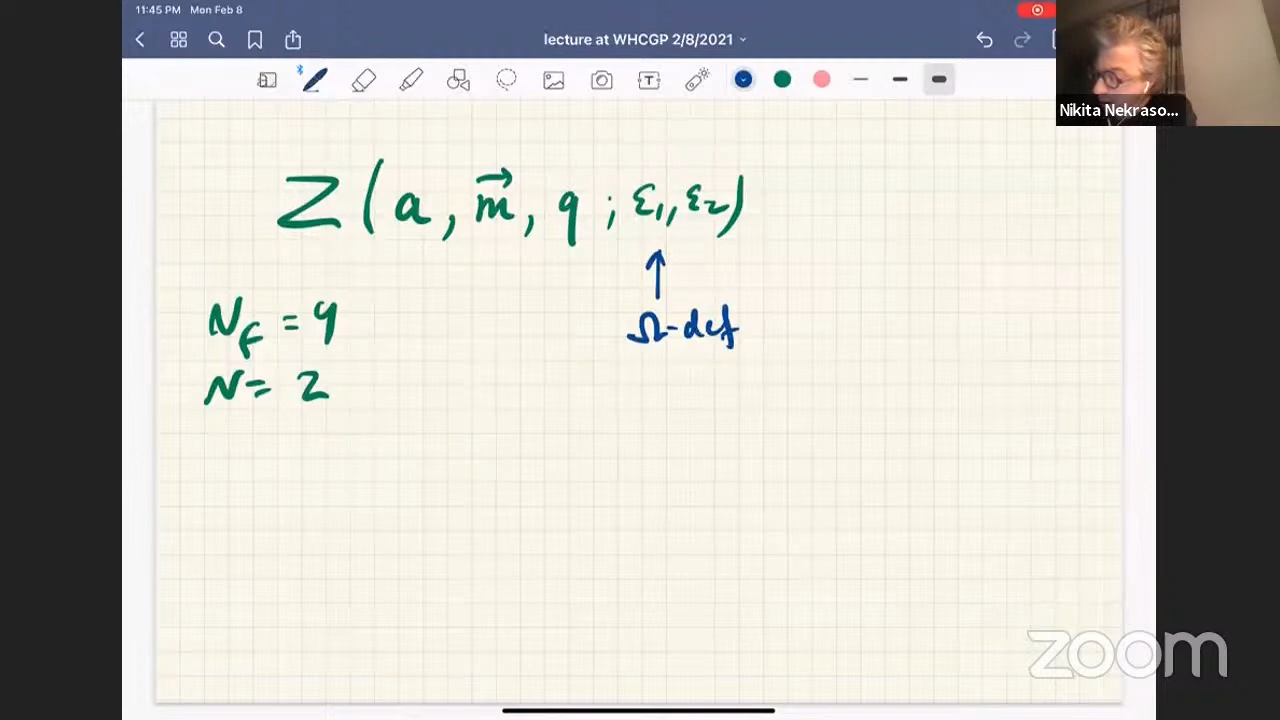 11:45 PM Mon Feb 8
lecture at WHCGP 2/8/2021
Nikita Nekraso...
Z(a, m⃗, q ; ε₁, ε₂)
↑
Ω-def
N_f = 4
N = 2
zoom